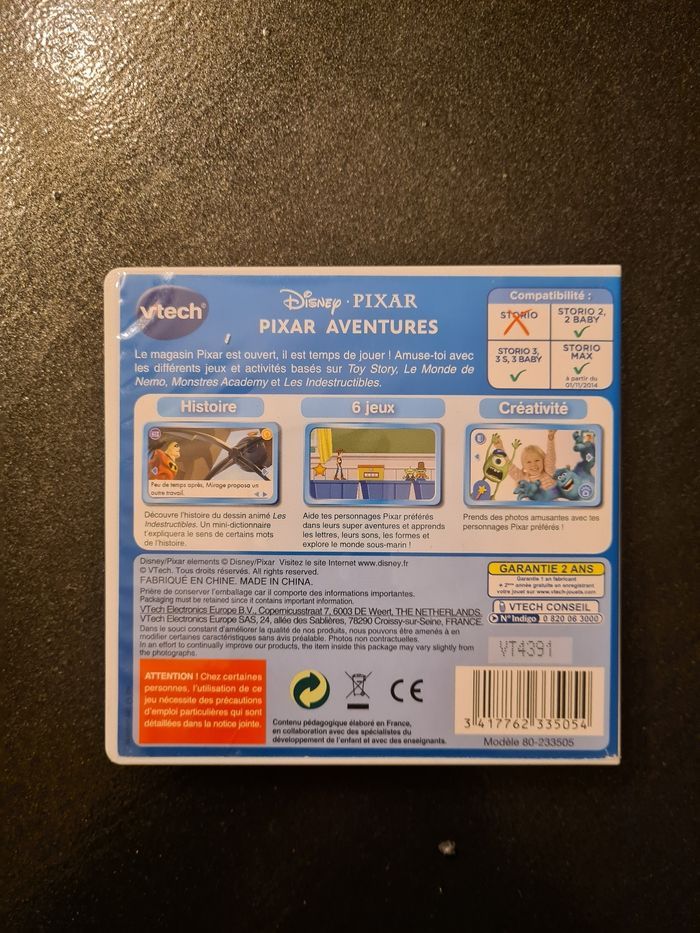 vtech®
Disney · PIXAR
PIXAR AVENTURES
Le magasin Pixar est ouvert, il est temps de jouer ! Amuse-toi avec
les différents jeux et activités basés sur Toy Story, Le Monde de
Nemo, Monstres Academy et Les Indestructibles.
Compatibilité :
STORIO
STORIO 2,
2 BABY
STORIO 3,
3 S, 3 BABY
STORIO
MAX
à partir du
01/11/2014
Histoire
Peu de temps après, Mirage proposa un
autre travail.
Découvre l'histoire du dessin animé Les
Indestructibles. Un mini-dictionnaire
t'expliquera le sens de certains mots
de l'histoire.
6 jeux
Aide tes personnages Pixar préférés
dans leurs super aventures et apprends
les lettres, leurs sons, les formes et
explore le monde sous-marin !
Créativité
Prends des photos amusantes avec tes
personnages Pixar préférés !
Disney/Pixar elements © Disney/Pixar Visitez le site Internet www.disney.fr
© VTech. Tous droits réservés. All rights reserved.
FABRIQUÉ EN CHINE. MADE IN CHINA.
Prière de conserver l'emballage car il comporte des informations importantes.
Packaging must be retained since it contains important information.
VTech Electronics Europe B.V., Copernicusstraat 7, 6003 DE Weert, THE NETHERLANDS.
VTech Electronics Europe SAS, 24, allée des Sablières, 78290 Croissy-sur-Seine, FRANCE.
Dans le souci constant d'améliorer la qualité de nos produits, nous pouvons être amenés à en
modifier certaines caractéristiques sans avis préalable. Photos non contractuelles.
In an effort to continually improve our products, the item inside this package may vary slightly from
the photographs.
GARANTIE 2 ANS
Garantie 1 an fabricant
+ 2ème année gratuite en enregistrant
votre jouet sur www.vtech-jouets.com
VTECH CONSEIL
N° Indigo 0 820 06 3000
VT4391
ATTENTION ! Chez certaines
personnes, l'utilisation de ce
jeu nécessite des précautions
d'emploi particulières qui sont
détaillées dans la notice jointe.
CE
Contenu pédagogique élaboré en France,
en collaboration avec des spécialistes du
développement de l'enfant et avec des enseignants.
3 417762 335054
Modèle 80-233505